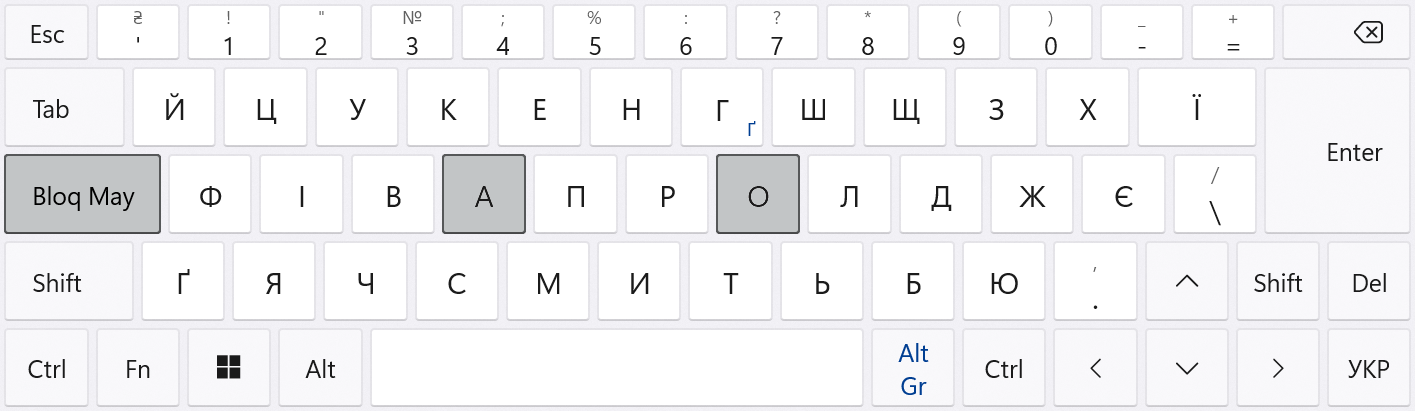 Esc ₴ ' ! 1 " 2 № 3 ; 4 % 5 : 6 ? 7 * 8 ( 9 ) 0 _ - + =
Tab Й Ц У К Е Н Г ґ Ш Щ З Х Ї Enter
Bloq May Ф І В А П Р О Л Д Ж Є / \
Shift Ґ Я Ч С М И Т Ь Б Ю , . Shift Del
Ctrl Fn Alt Alt Gr Ctrl УКР